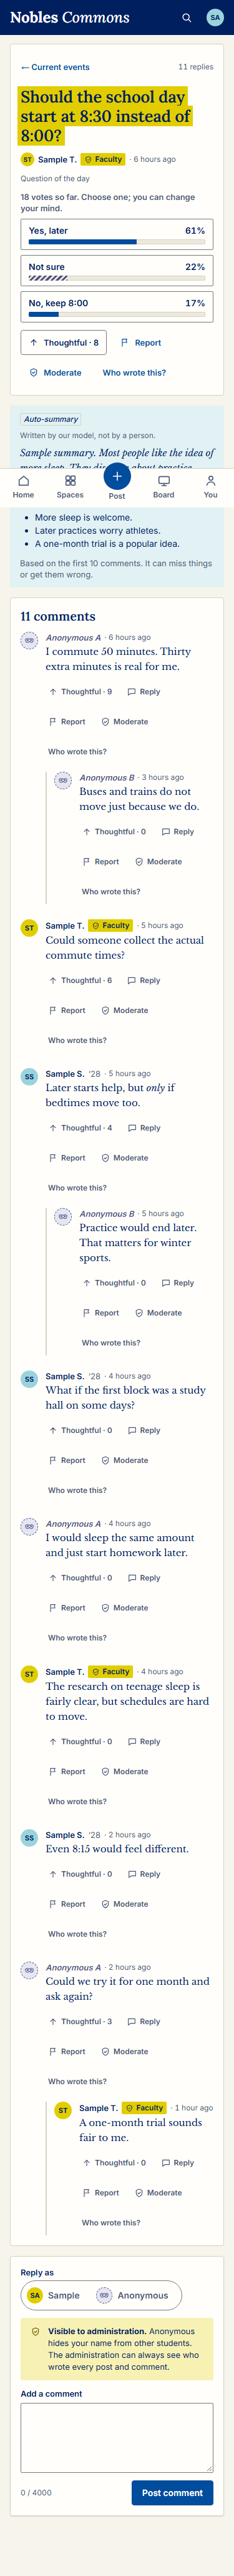 Nobles Commons
SA
← Current events
11 replies
Should the school day
start at 8:30 instead of
8:00?
ST Sample T. Faculty · 6 hours ago
Question of the day
18 votes so far. Choose one; you can change
your mind.
Yes, later 61%
Not sure 22%
No, keep 8:00 17%
Thoughtful · 8 Report
Moderate Who wrote this?
Auto-summary
Written by our model, not by a person.
Sample summary. Most people like the idea of
Home Spaces Post Board You
More sleep is welcome.
Later practices worry athletes.
A one-month trial is a popular idea.
Based on the first 10 comments. It can miss things
or get them wrong.
11 comments
Anonymous A · 6 hours ago
I commute 50 minutes. Thirty
extra minutes is real for me.
Thoughtful · 9 Reply
Report Moderate
Who wrote this?
Anonymous B · 3 hours ago
Buses and trains do not
move just because we do.
Thoughtful · 0 Reply
Report Moderate
Who wrote this?
ST Sample T. Faculty · 5 hours ago
Could someone collect the actual
commute times?
Thoughtful · 6 Reply
Report Moderate
Who wrote this?
SS Sample S. '28 · 5 hours ago
Later starts help, but only if
bedtimes move too.
Thoughtful · 4 Reply
Report Moderate
Who wrote this?
Anonymous B · 5 hours ago
Practice would end later.
That matters for winter
sports.
Thoughtful · 0 Reply
Report Moderate
Who wrote this?
SS Sample S. '28 · 4 hours ago
What if the first block was a study
hall on some days?
Thoughtful · 0 Reply
Report Moderate
Who wrote this?
Anonymous A · 4 hours ago
I would sleep the same amount
and just start homework later.
Thoughtful · 0 Reply
Report Moderate
Who wrote this?
ST Sample T. Faculty · 4 hours ago
The research on teenage sleep is
fairly clear, but schedules are hard
to move.
Thoughtful · 0 Reply
Report Moderate
Who wrote this?
SS Sample S. '28 · 2 hours ago
Even 8:15 would feel different.
Thoughtful · 0 Reply
Report Moderate
Who wrote this?
Anonymous A · 2 hours ago
Could we try it for one month and
ask again?
Thoughtful · 3 Reply
Report Moderate
Who wrote this?
ST Sample T. Faculty · 1 hour ago
A one-month trial sounds
fair to me.
Thoughtful · 0 Reply
Report Moderate
Who wrote this?
Reply as
SA Sample Anonymous
Visible to administration. Anonymous
hides your name from other students.
The administration can always see who
wrote every post and comment.
Add a comment
0 / 4000
Post comment